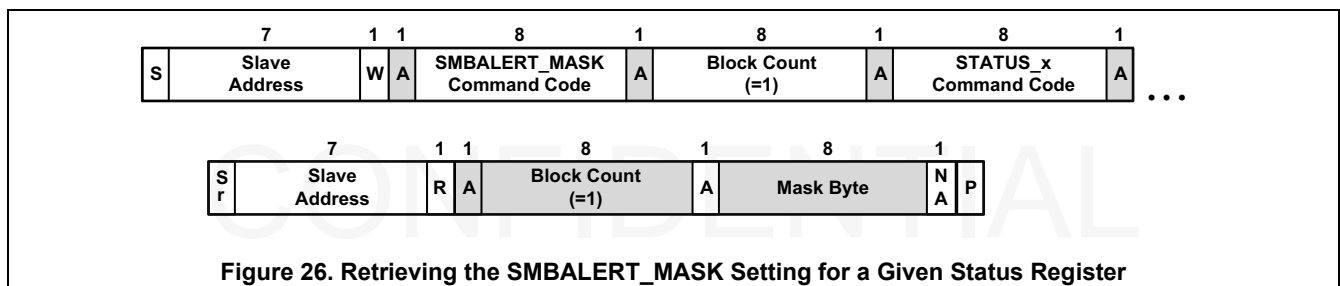 7 1 1 8 1 8 1 8 1
S Slave Address W A SMBALERT_MASK Command Code A Block Count (=1) A STATUS_x Command Code A ...
7 1 1 8 1 8 1
Sr Slave Address R A Block Count (=1) A Mask Byte NA P
CONFIDENTIAL
Figure 26. Retrieving the SMBALERT_MASK Setting for a Given Status Register